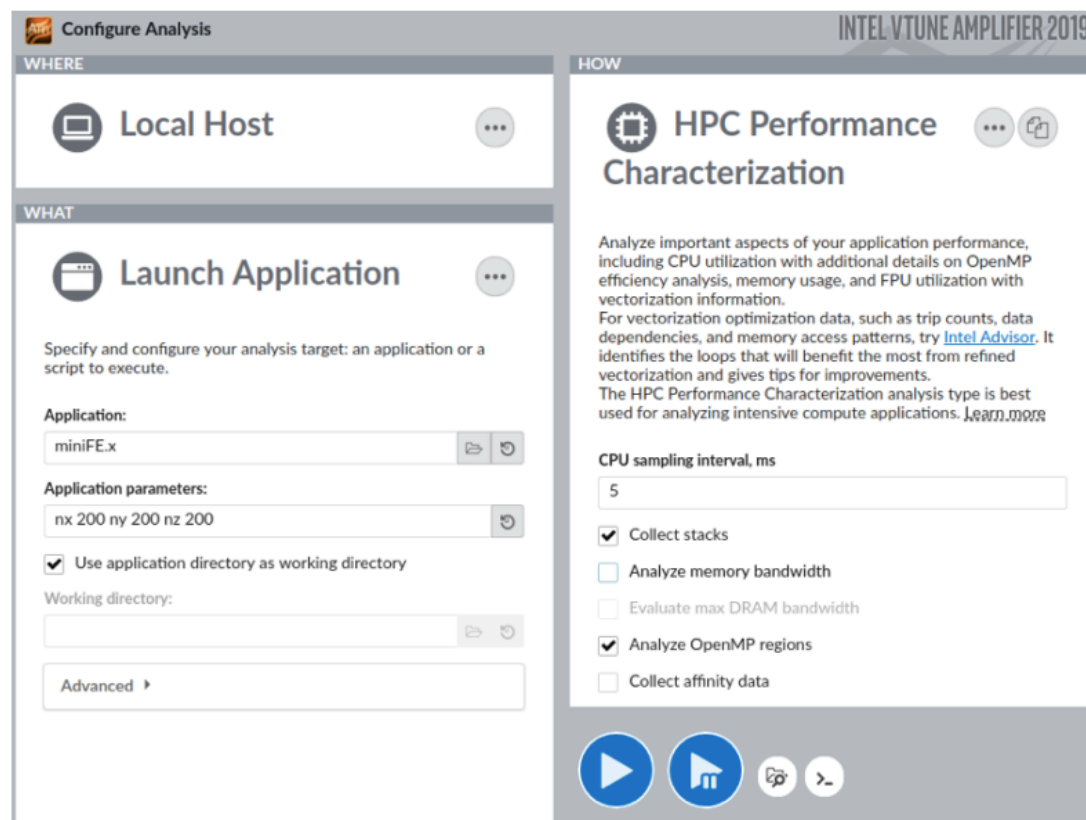 Configure Analysis
INTEL VTUNE AMPLIFIER 2019
WHERE
Local Host
WHAT
Launch Application
Specify and configure your analysis target: an application or a
script to execute.
Application:
miniFE.x
Application parameters:
nx 200 ny 200 nz 200
Use application directory as working directory
Working directory:
Advanced
HOW
HPC Performance
Characterization
Analyze important aspects of your application performance,
including CPU utilization with additional details on OpenMP
efficiency analysis, memory usage, and FPU utilization with
vectorization information.
For vectorization optimization data, such as trip counts, data
dependencies, and memory access patterns, try Intel Advisor. It
identifies the loops that will benefit the most from refined
vectorization and gives tips for improvements.
The HPC Performance Characterization analysis type is best
used for analyzing intensive compute applications. Learn more
CPU sampling interval, ms
5
Collect stacks
Analyze memory bandwidth
Evaluate max DRAM bandwidth
Analyze OpenMP regions
Collect affinity data